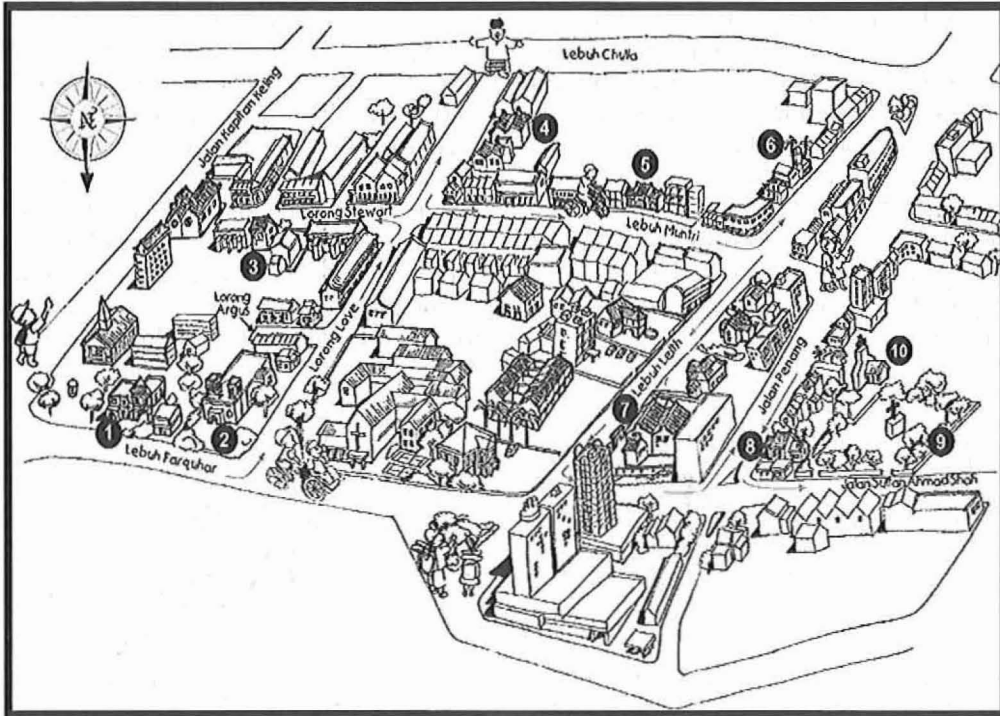 Lebuh Chulia
Jalan Kapitan Keling
N
4
6
5
Lorong Stewart
Lebuh Muntri
3
Lorong
Argus
Lorong Love
10
Jalan Penang
Lebuh Leith
7
1
2
8
9
Lebuh Farquhar
Jalan Sultan Ahmad Shah